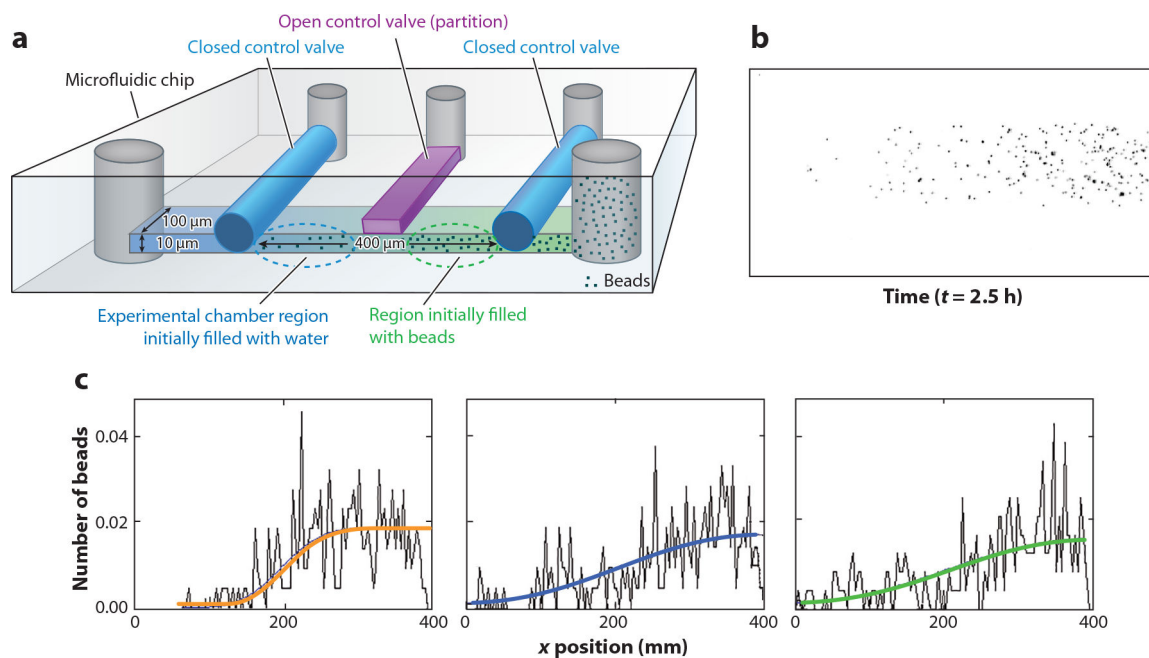 a
Open control valve (partition)
Closed control valve
Closed control valve
Microfluidic chip
100 μm
10 μm
400 μm
Beads
Experimental chamber region
initially filled with water
Region initially filled
with beads
b
Time (t = 2.5 h)
c
Number of beads
0.04
0.02
0.00
0
200
400
0
200
400
0
200
400
x position (mm)